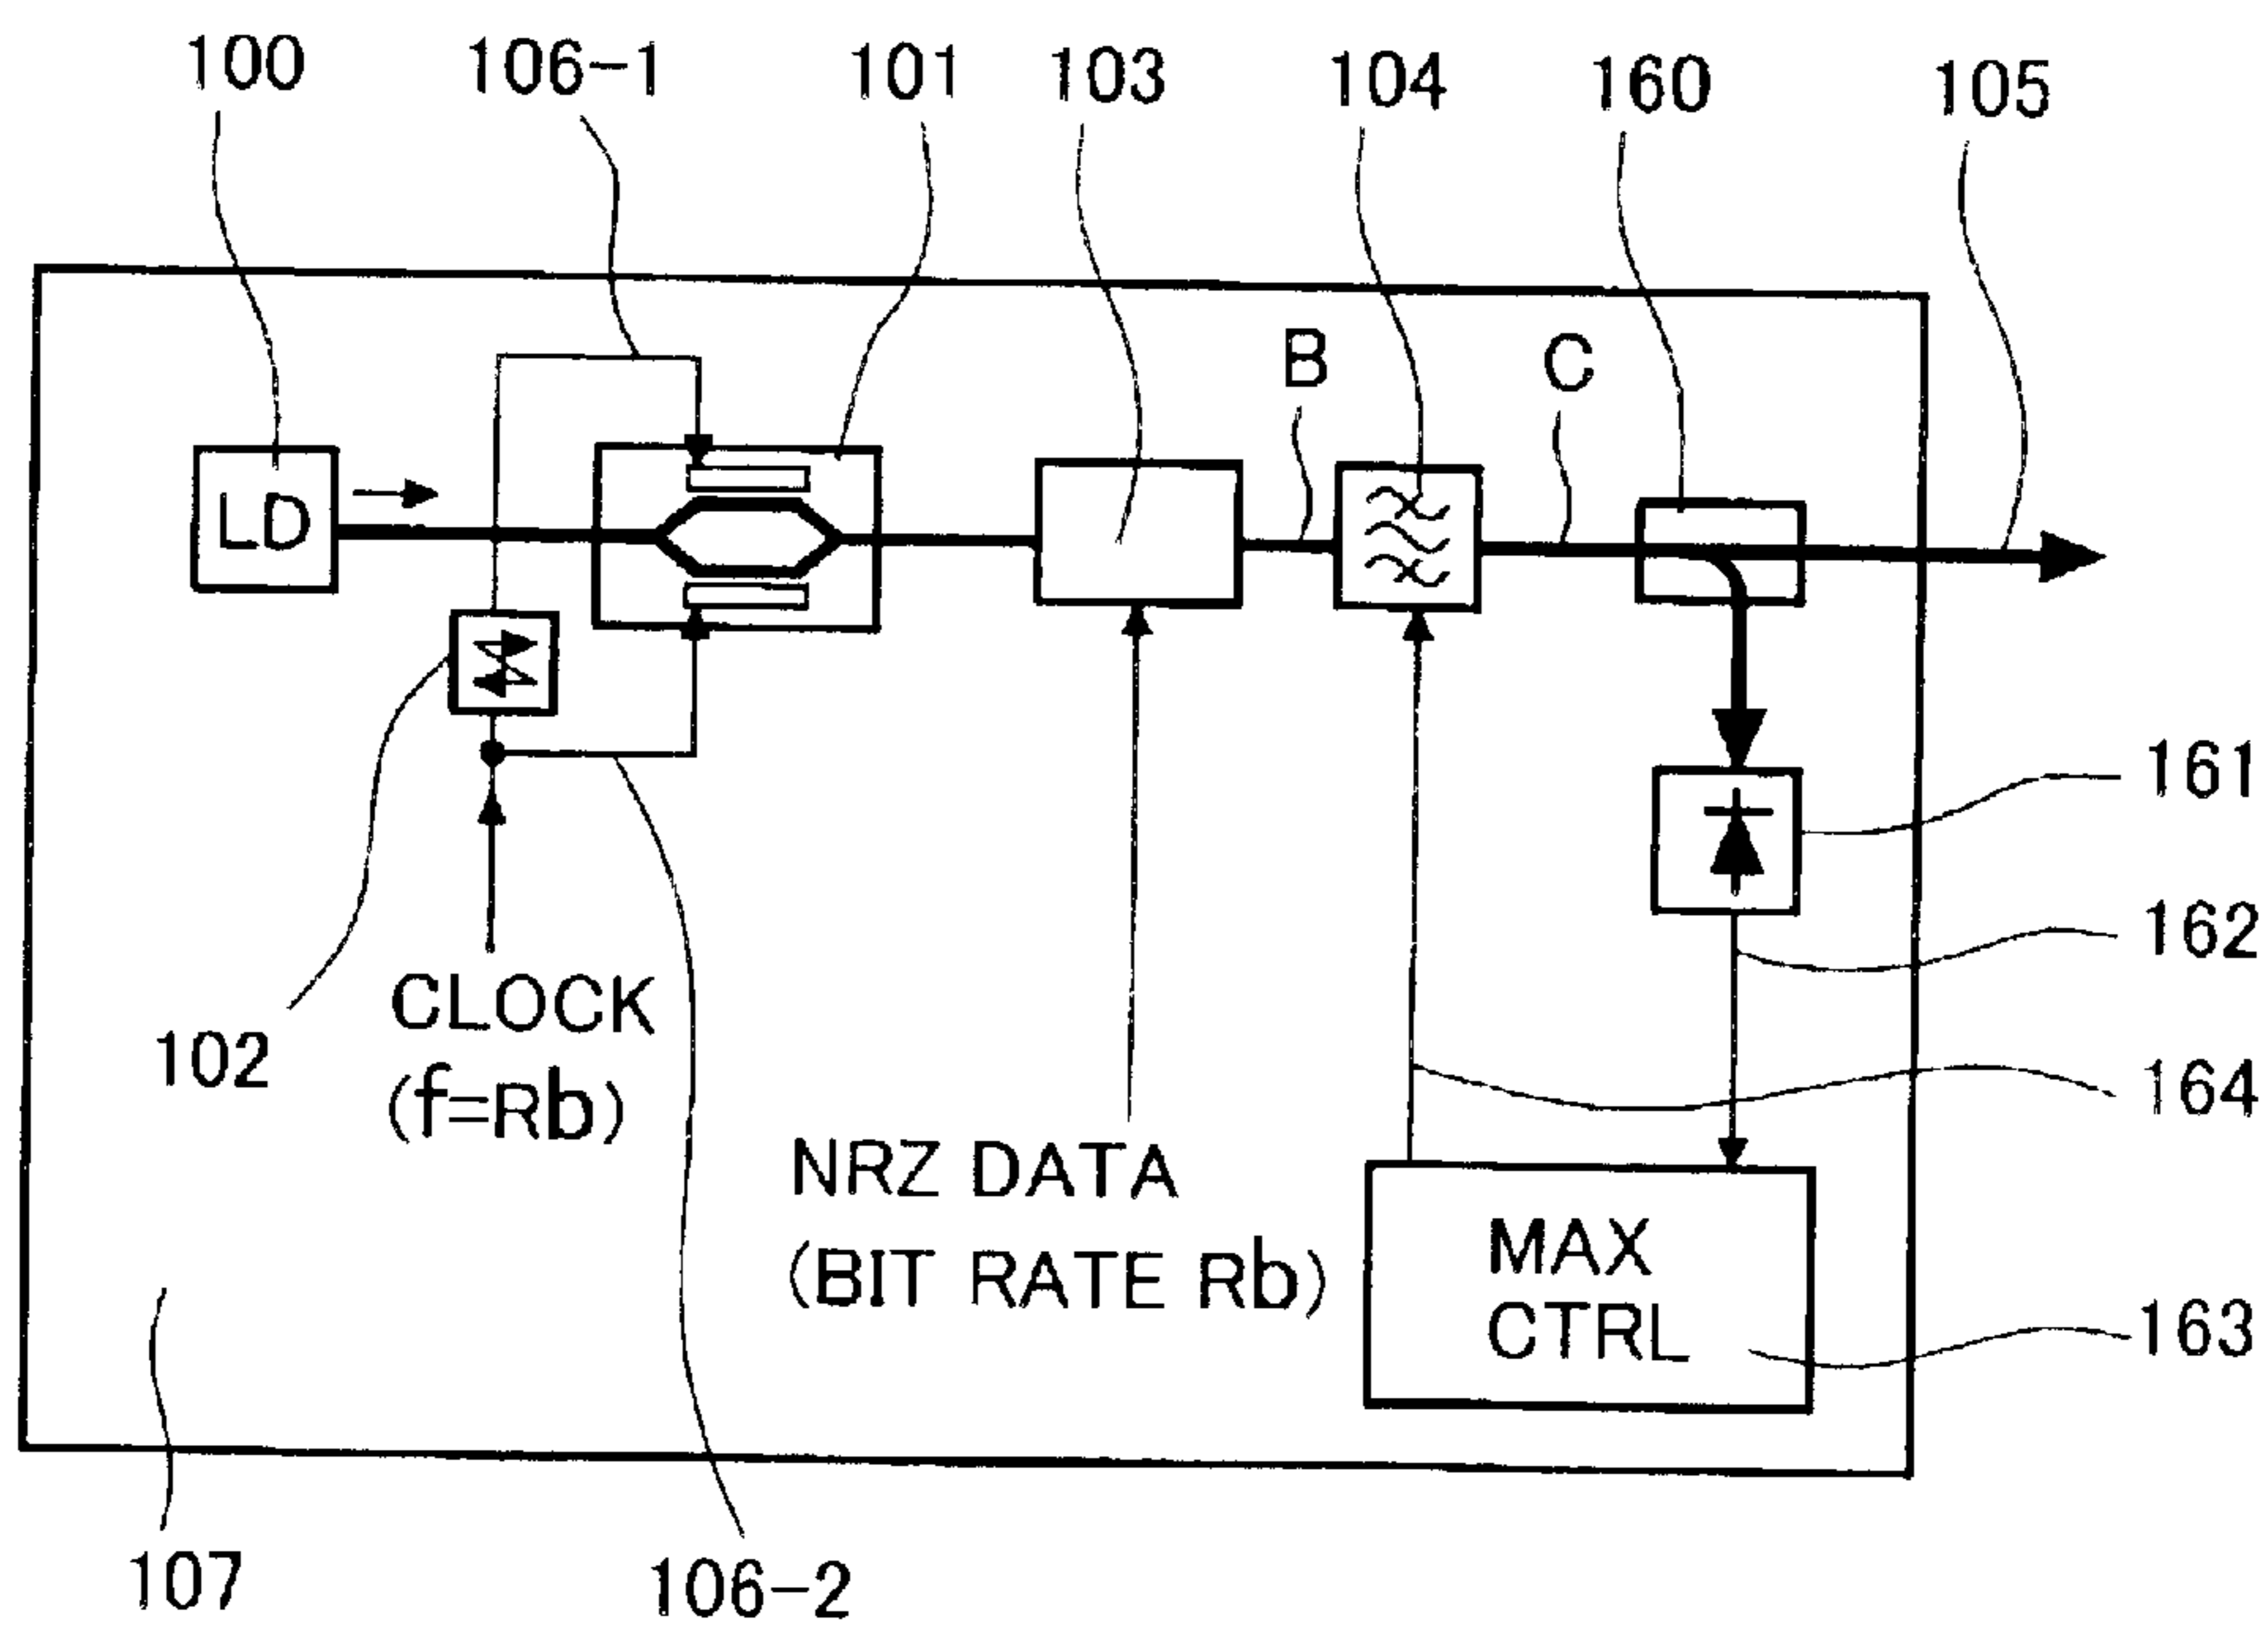 100
106-1
101
103
104
160
105
B
C
LD
161
162
102
CLOCK
(f=Rb)
164
NRZ DATA
(BIT RATE Rb)
MAX
CTRL
163
107
106-2